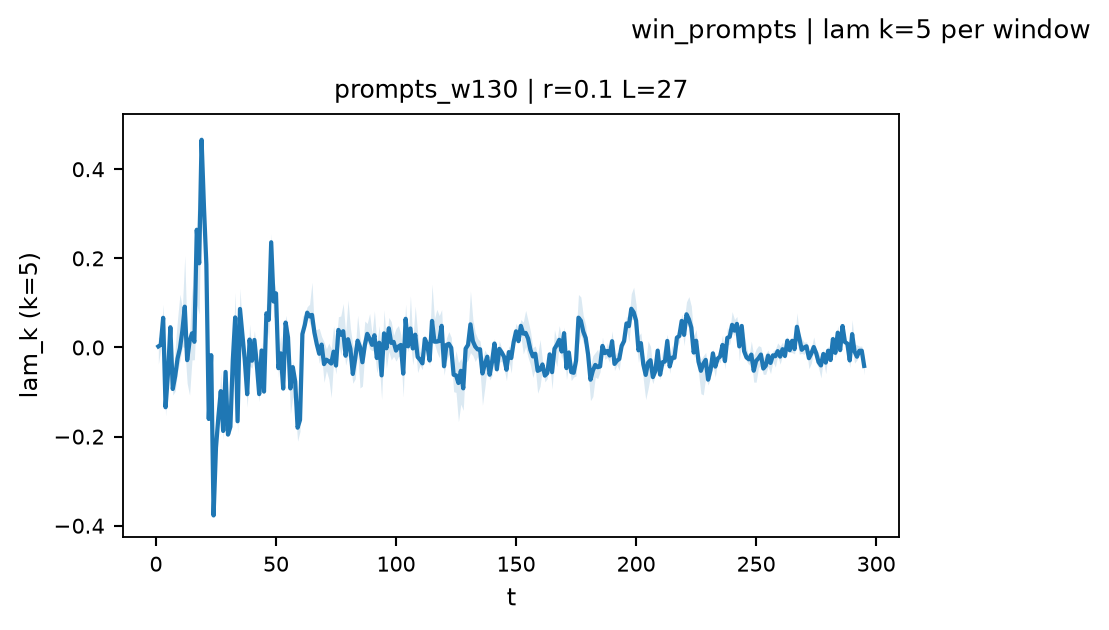 win_prompts | lam k=5 per window
prompts_w130 | r=0.1 L=27
lam_k (k=5)
0.4
0.2
0.0
−0.2
−0.4
0 50 100 150 200 250 300
t